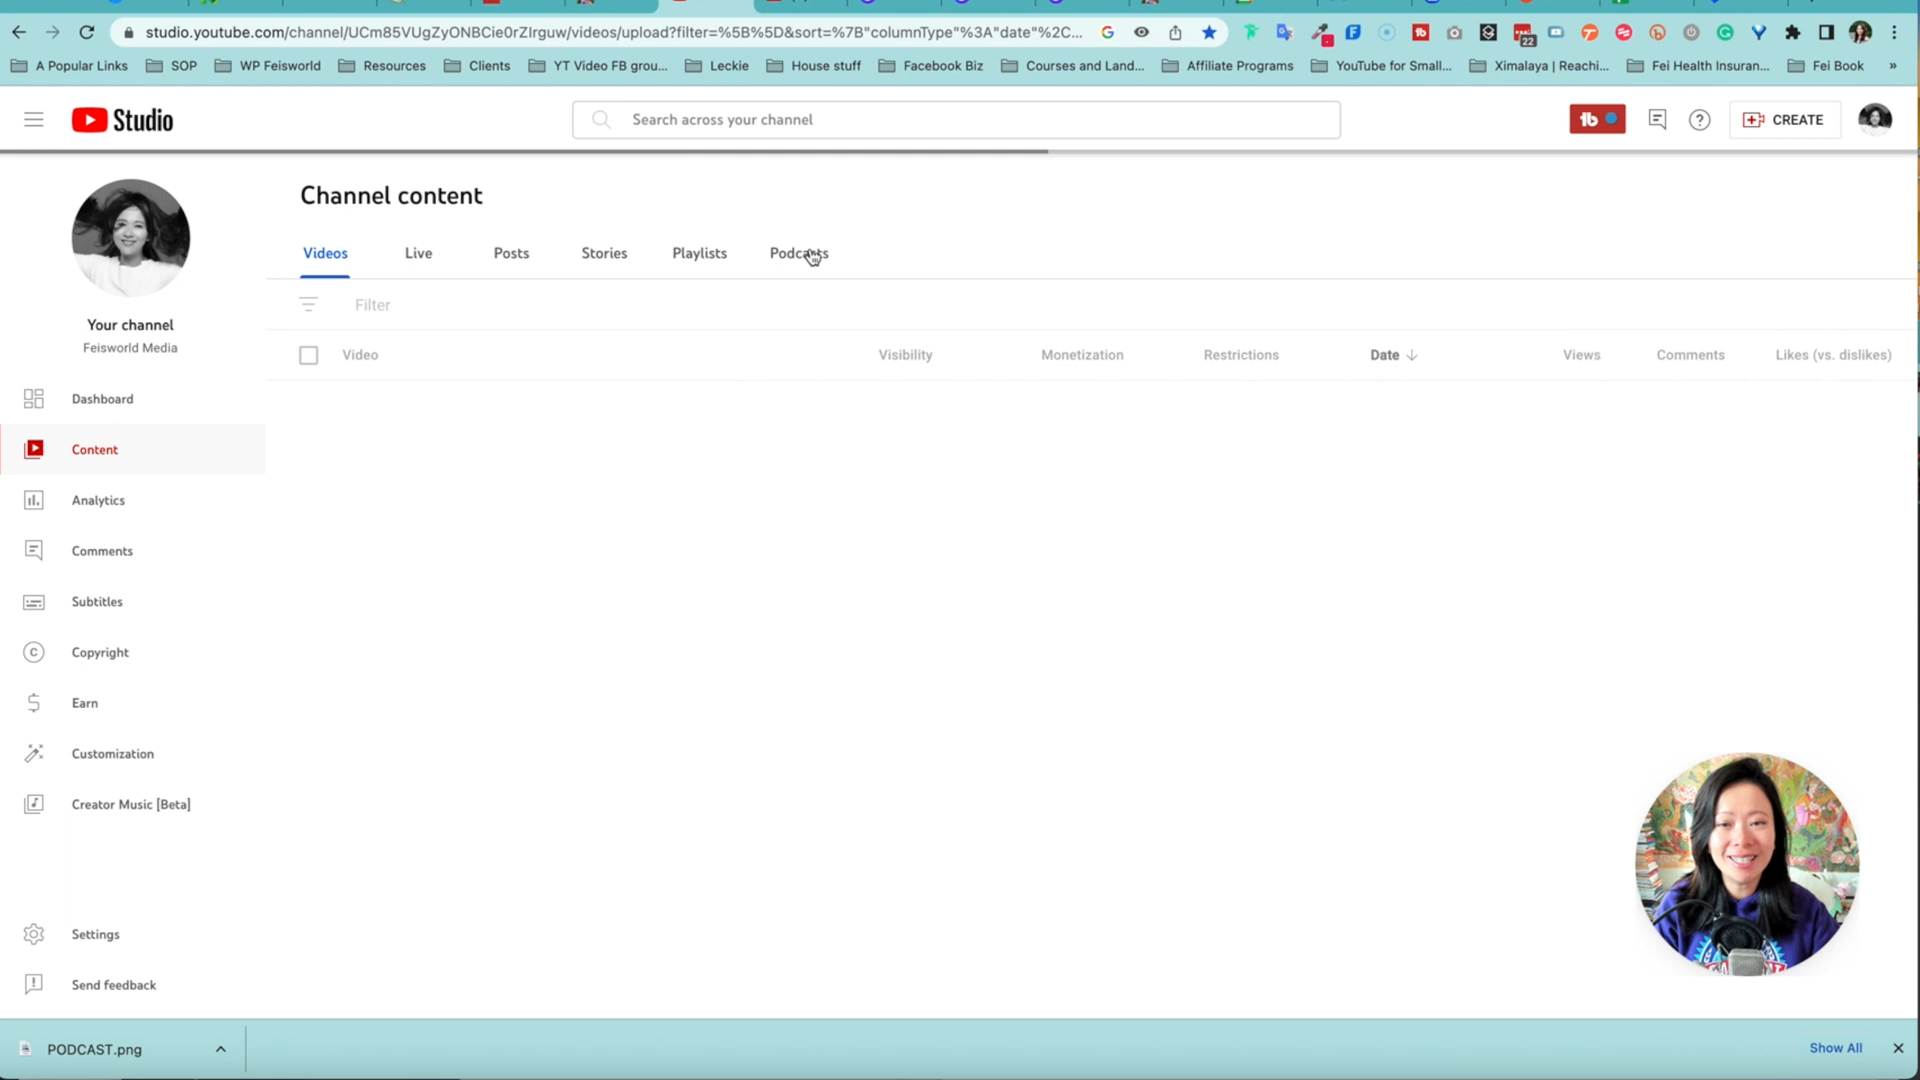 studio.youtube.com/channel/UCm85VUgZyONBCie0rZIrguw/videos/upload?filter=%5B%5D&sort=%7B"columnType"%3A"date"%2C...
22
A Popular Links SOP WP Feisworld Resources Clients YT Video FB grou... Leckie House stuff Facebook Biz Courses and Land... Affiliate Programs YouTube for Small... Ximalaya | Reachi... Fei Health Insuran... Fei Book »
Studio
Search across your channel
CREATE
Channel content
Videos Live Posts Stories Playlists Podcasts
Filter
Video Visibility Monetization Restrictions Date Views Comments Likes (vs. dislikes)
Your channel
Feisworld Media
Dashboard
Content
Analytics
Comments
Subtitles
Copyright
Earn
Customization
Creator Music [Beta]
Settings
Send feedback
PODCAST.png
Show All